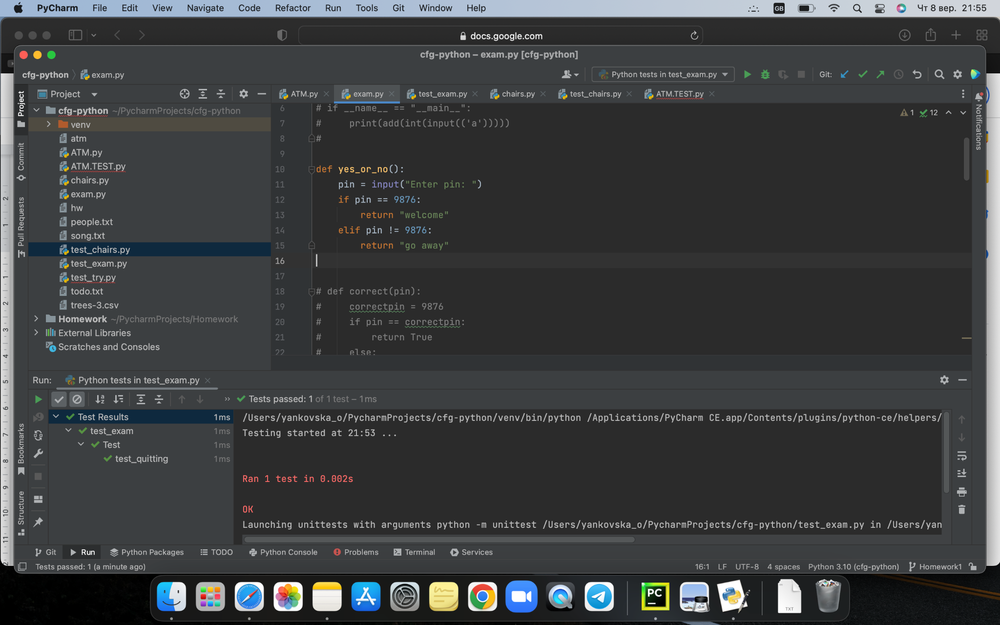 PyCharm File Edit View Navigate Code Refactor Run Tools Git Window Help GB Чт 8 вер. 21:55
docs.google.com
cfg-python – exam.py [cfg-python]
cfg-python exam.py Python tests in test_exam.py Git:
Project ATM.py exam.py test_exam.py chairs.py test_chairs.py ATM.TEST.py
Project
Commit
Pull Requests
Bookmarks
Structure
Notifications
cfg-python ~/PycharmProjects/cfg-python
venv
atm
ATM.py
ATM.TEST.py
chairs.py
exam.py
hw
people.txt
song.txt
test_chairs.py
test_exam.py
test_try.py
todo.txt
trees-3.csv
Homework ~/PycharmProjects/Homework
External Libraries
Scratches and Consoles
1 12
6 # if __name__ == "__main__":
7 #     print(add(int(input(('a')))))
8 #
9
10 def yes_or_no():
11     pin = input("Enter pin: ")
12     if pin == 9876:
13         return "welcome"
14     elif pin != 9876:
15         return "go away"
16
17
18 # def correct(pin):
19 #     correctpin = 9876
20 #     if pin == correctpin:
21 #         return True
22 #     else:
Run: Python tests in test_exam.py
Tests passed: 1 of 1 test – 1ms
Test Results 1ms
test_exam 1ms
Test 1ms
test_quitting 1ms
/Users/yankovska_o/PycharmProjects/cfg-python/venv/bin/python /Applications/PyCharm CE.app/Contents/plugins/python-ce/helpers/
Testing started at 21:53 ...
Ran 1 test in 0.002s
OK
Launching unittests with arguments python -m unittest /Users/yankovska_o/PycharmProjects/cfg-python/test_exam.py in /Users/yan
Git Run Python Packages TODO Python Console Problems Terminal Services
Tests passed: 1 (a minute ago) 16:1 LF UTF-8 4 spaces Python 3.10 (cfg-python) Homework1
PC
TXT